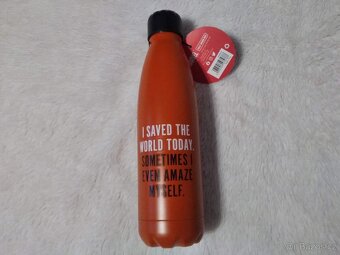 I SAVED THE
WORLD TODAY.
SOMETIMES I
EVEN AMAZE
MYSELF.